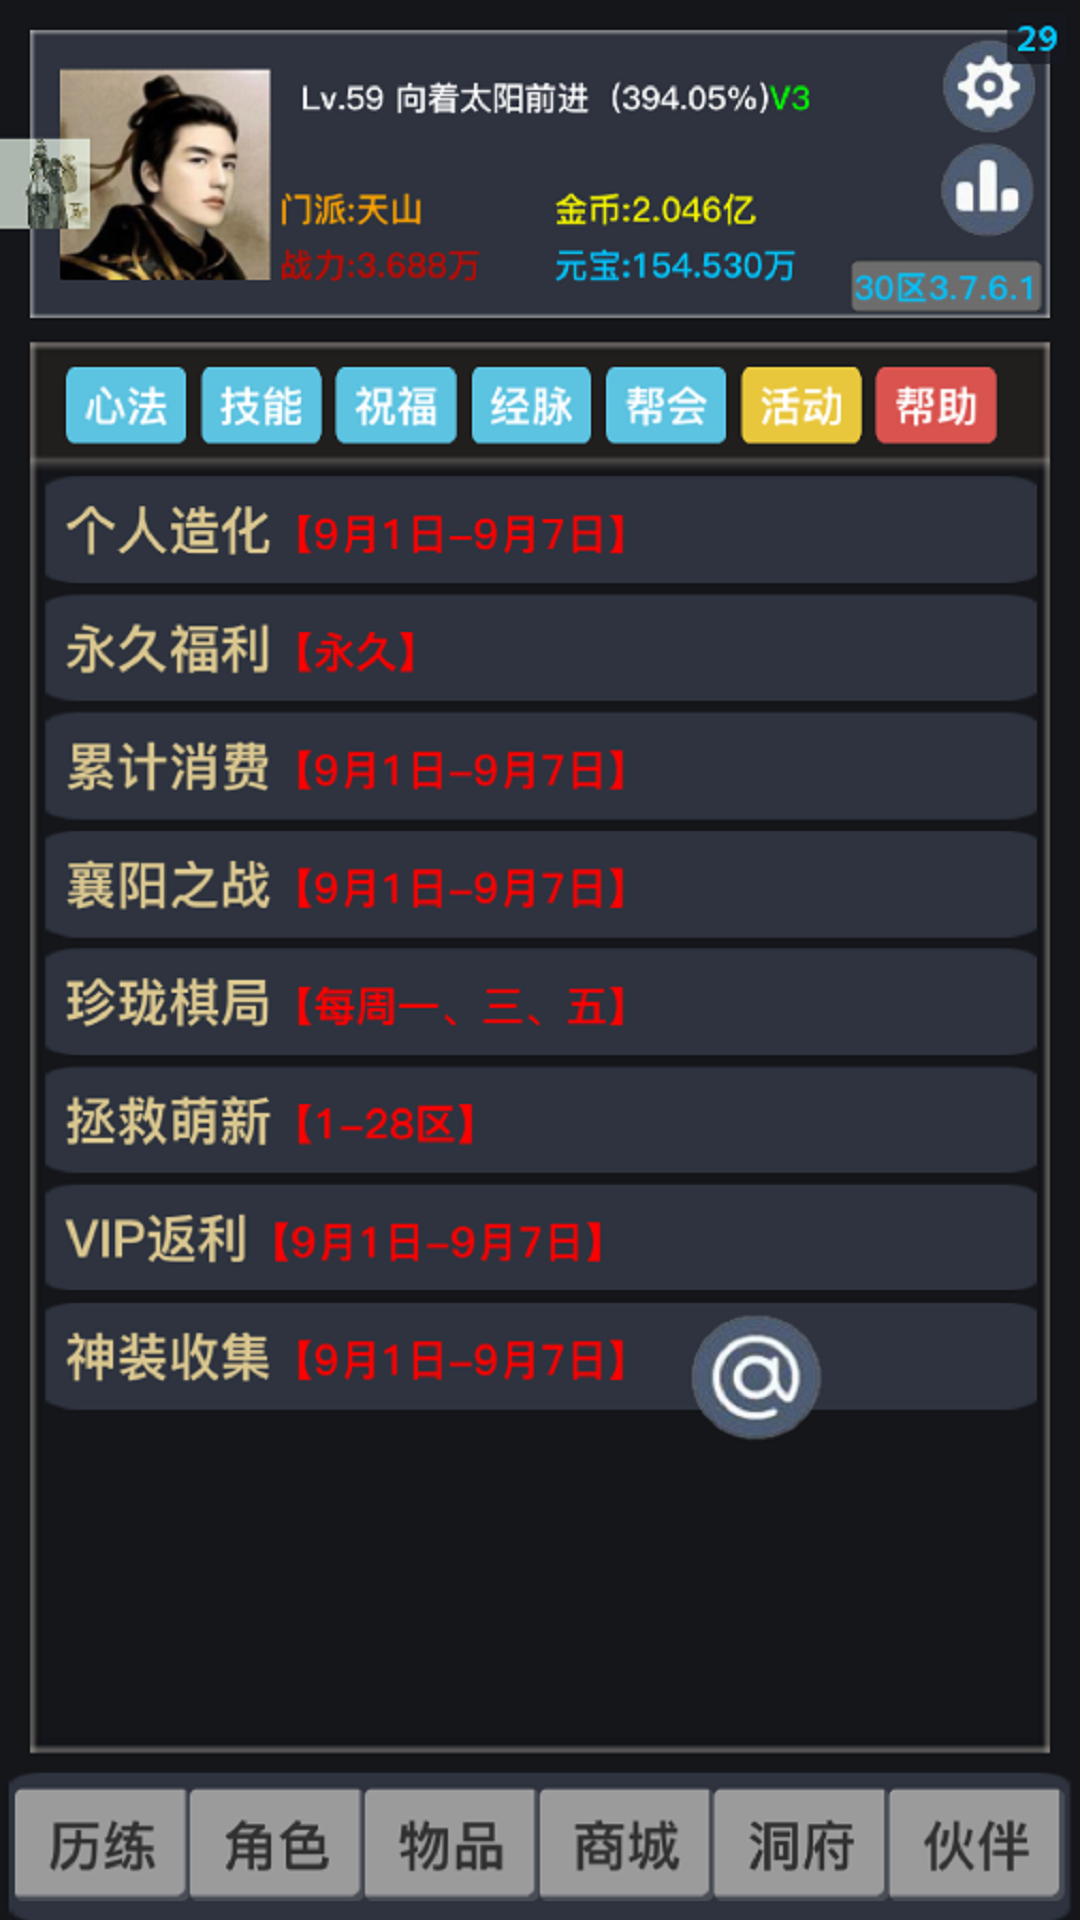 29
Lv.59 向着太阳前进 (394.05%)V3
门派:天山 金币:2.046亿
战力:3.688万 元宝:154.530万
30区3.7.6.1
心法 技能 祝福 经脉 帮会 活动 帮助
个人造化【9月1日-9月7日】
永久福利【永久】
累计消费【9月1日-9月7日】
襄阳之战【9月1日-9月7日】
珍珑棋局【每周一、三、五】
拯救萌新【1-28区】
VIP返利【9月1日-9月7日】
神装收集【9月1日-9月7日】
@
历练 角色 物品 商城 洞府 伙伴